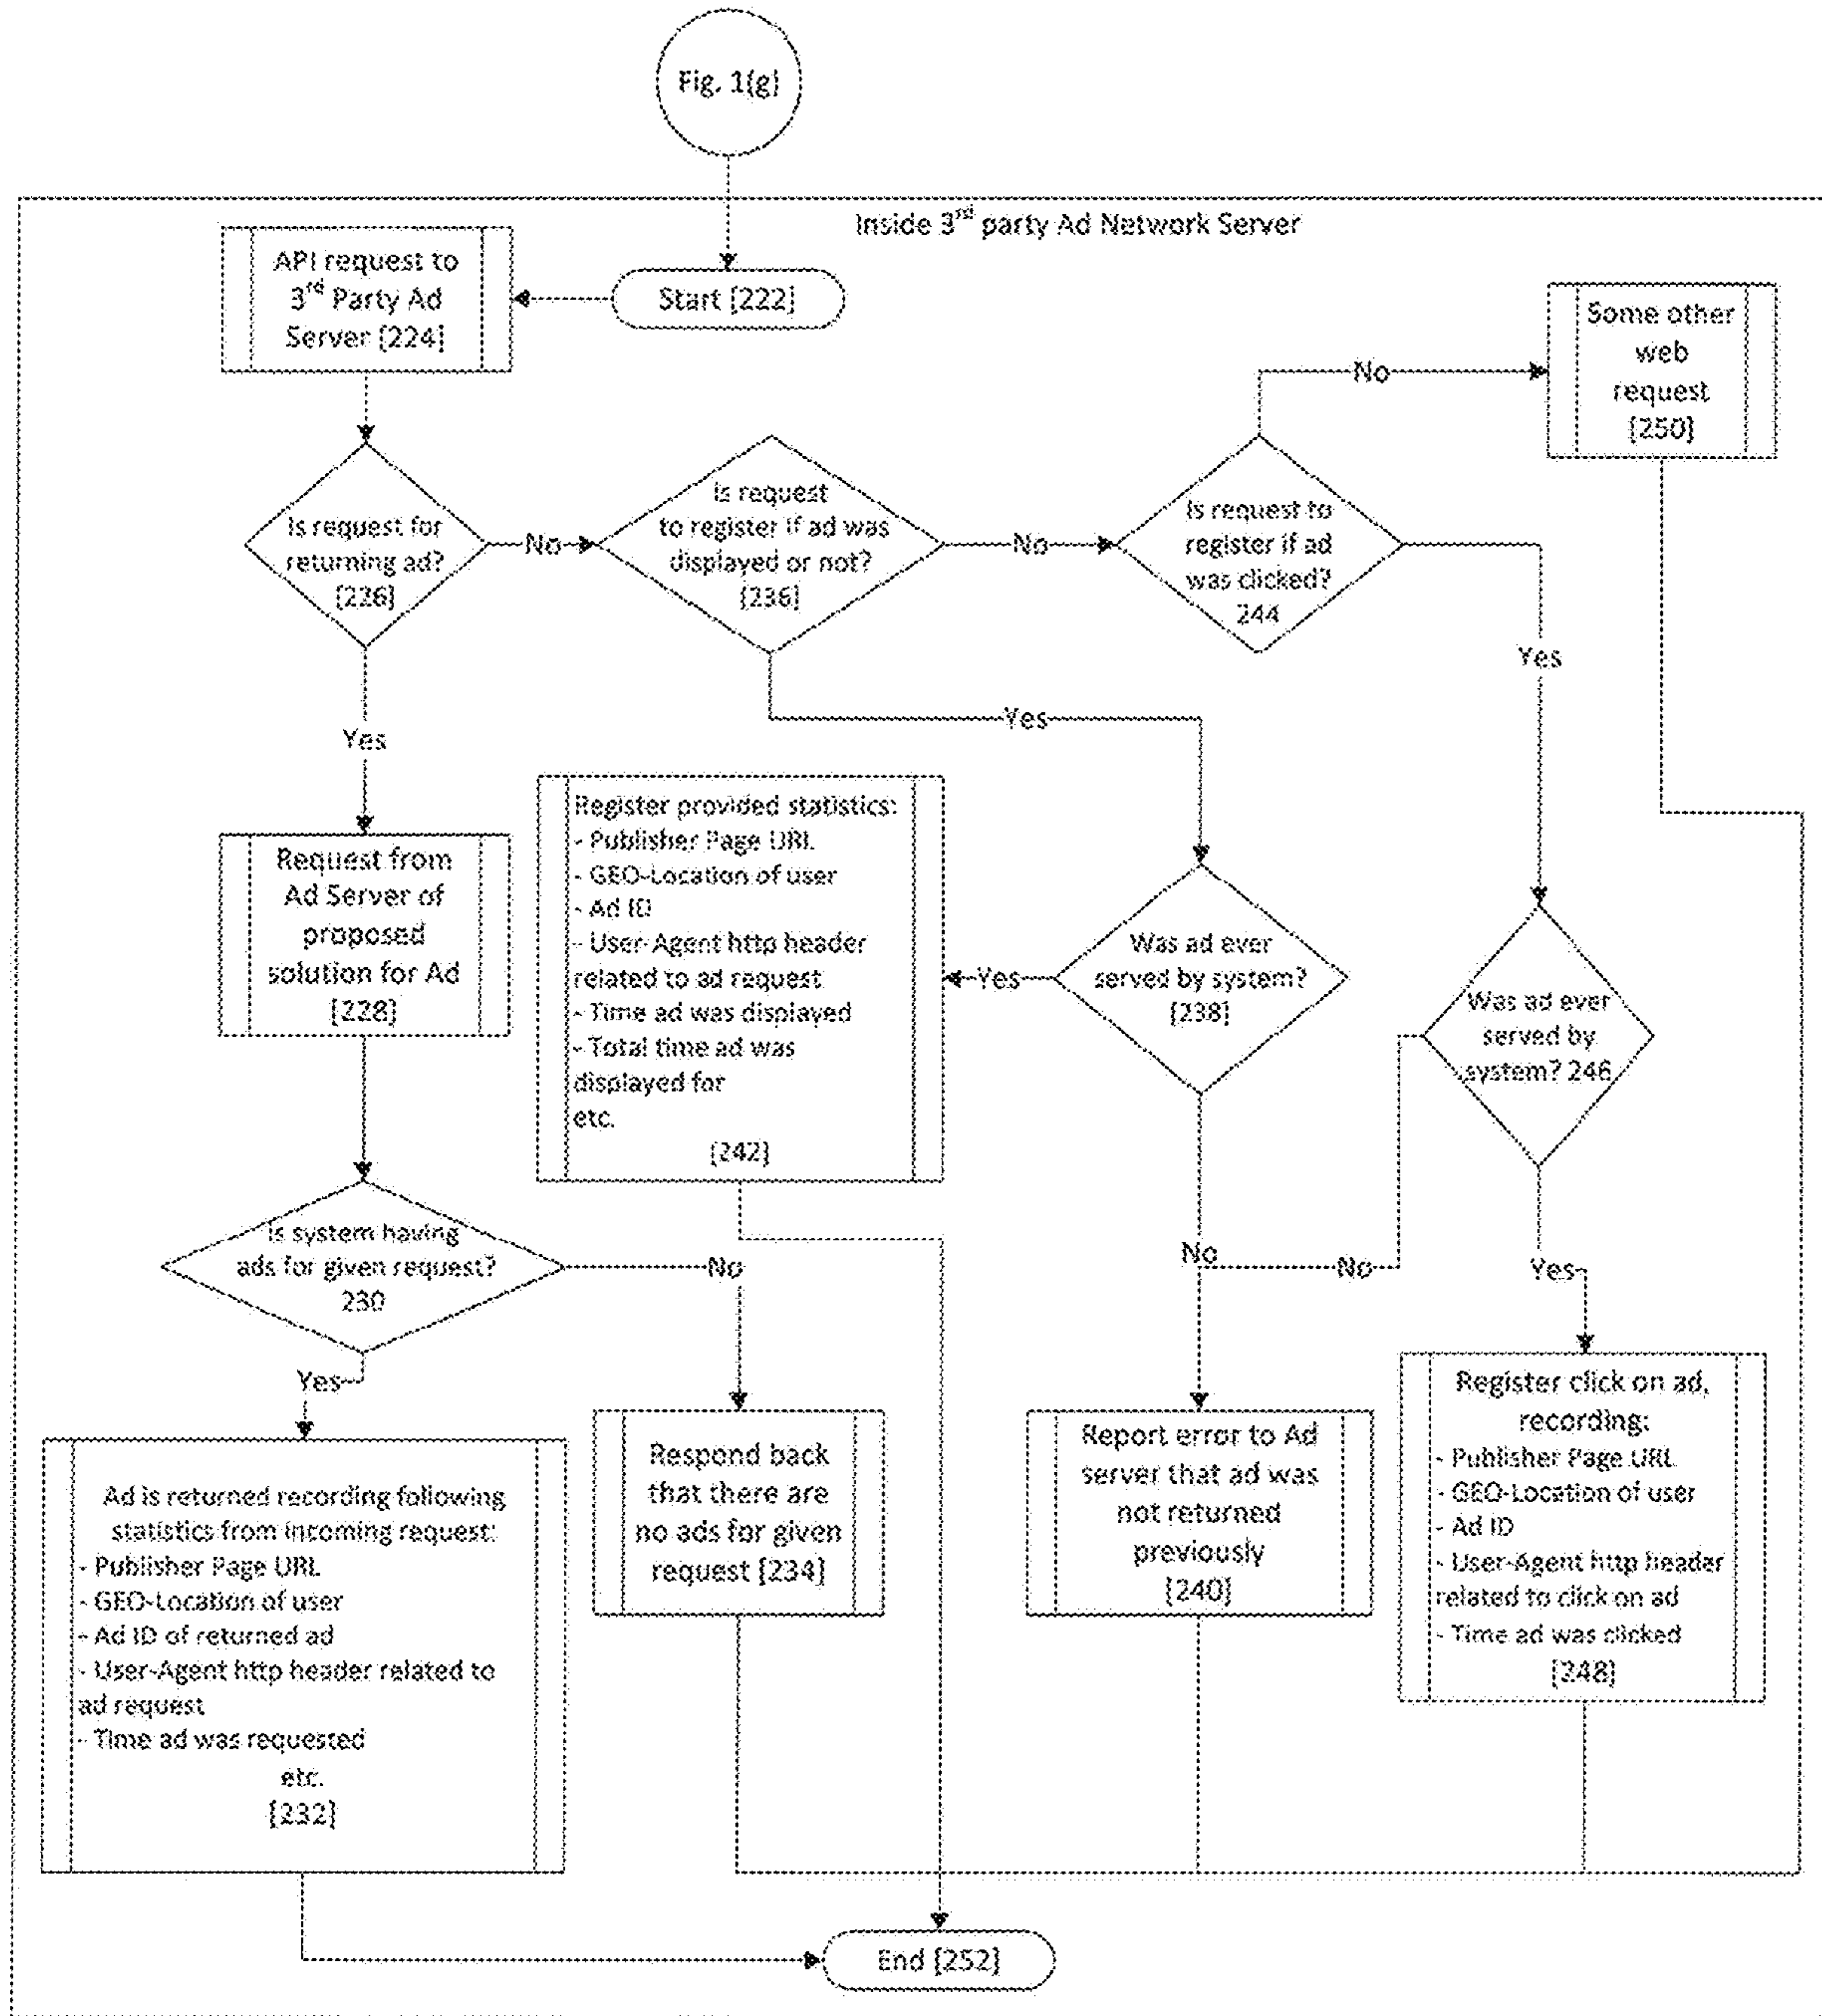 Fig. 1(g)
Inside 3rd party Ad Network Server
API request to
3rd Party Ad
Server [224]
Start [222]
Some other
web
request
[250]
No
Is request for
returning ad?
[226]
No
Is request
to register if ad was
displayed or not?
[236]
No
Is request to
register if ad
was clicked?
244
Yes
Yes
Yes
Request from
Ad Server of
proposed
solution for Ad
[228]
Register provided statistics:
- Publisher Page URL
- GEO-Location of user
- Ad ID
- User-Agent http header
related to ad request
- Time ad was displayed
- Total time ad was
displayed for
etc.
[242]
Yes
Was ad ever
served by system?
[238]
Was ad ever
served by
system? 246
Is system having
ads for given request?
230
No
No
No
Yes
Yes
Ad is returned recording following
statistics from incoming request:
- Publisher Page URL
- GEO-Location of user
- Ad ID of returned ad
- User-Agent http header related to
ad request
- Time ad was requested
etc.
[232]
Respond back
that there are
no ads for given
request [234]
Report error to Ad
server that ad was
not returned
previously
[240]
Register click on ad,
recording:
- Publisher Page URL
- GEO-Location of user
- Ad ID
- User-Agent http header
related to click on ad
- Time ad was clicked
[248]
End [252]